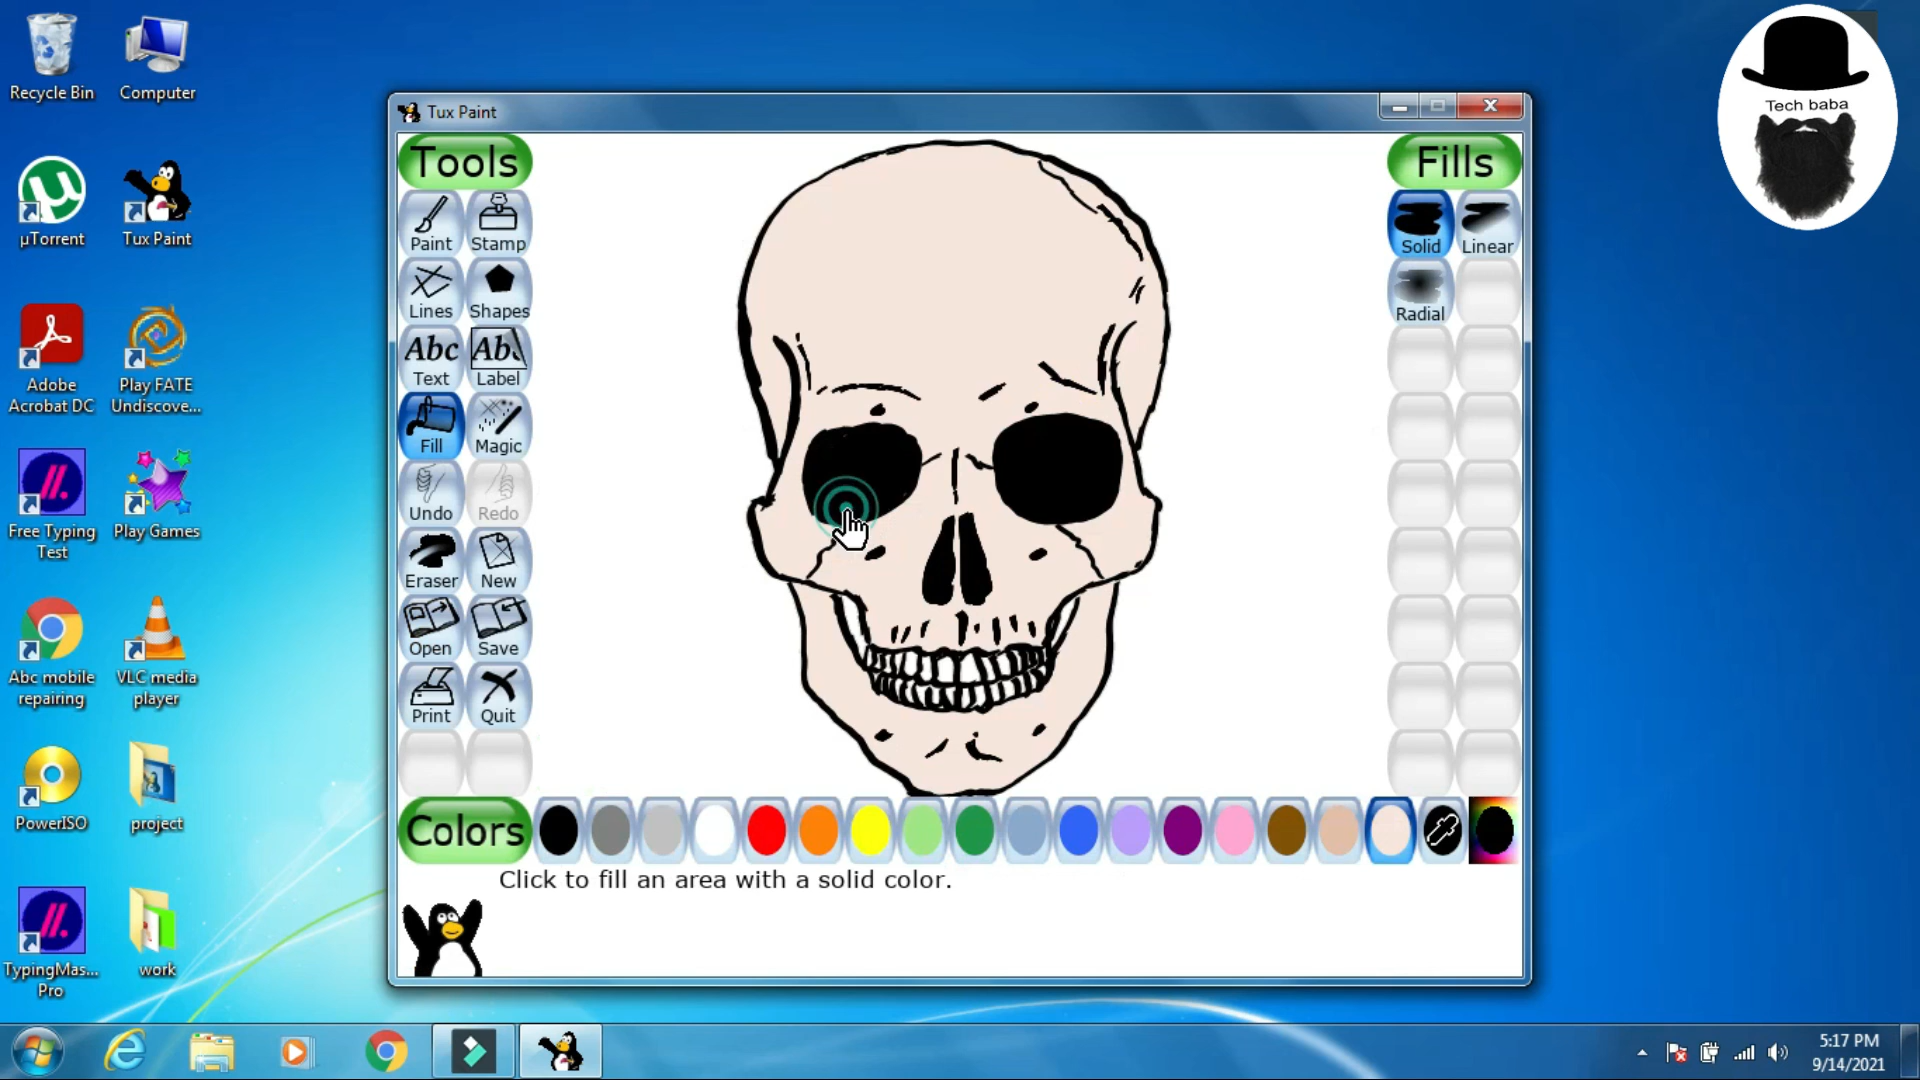 Recycle Bin
Computer
µTorrent
Tux Paint
Adobe
Acrobat DC
Play FATE
Undiscove...
Free Typing
Test
Play Games
Abc mobile
repairing
VLC media
player
PowerISO
project
TypingMas...
Pro
work
Tux Paint
Tools
Paint
Stamp
Lines
Shapes
Abc
Text
Abc
Label
Fill
Magic
Undo
Redo
Eraser
New
Open
Save
Print
Quit
Fills
Solid
Linear
Radial
Colors
Click to fill an area with a solid color.
Tech baba
5:17 PM
9/14/2021